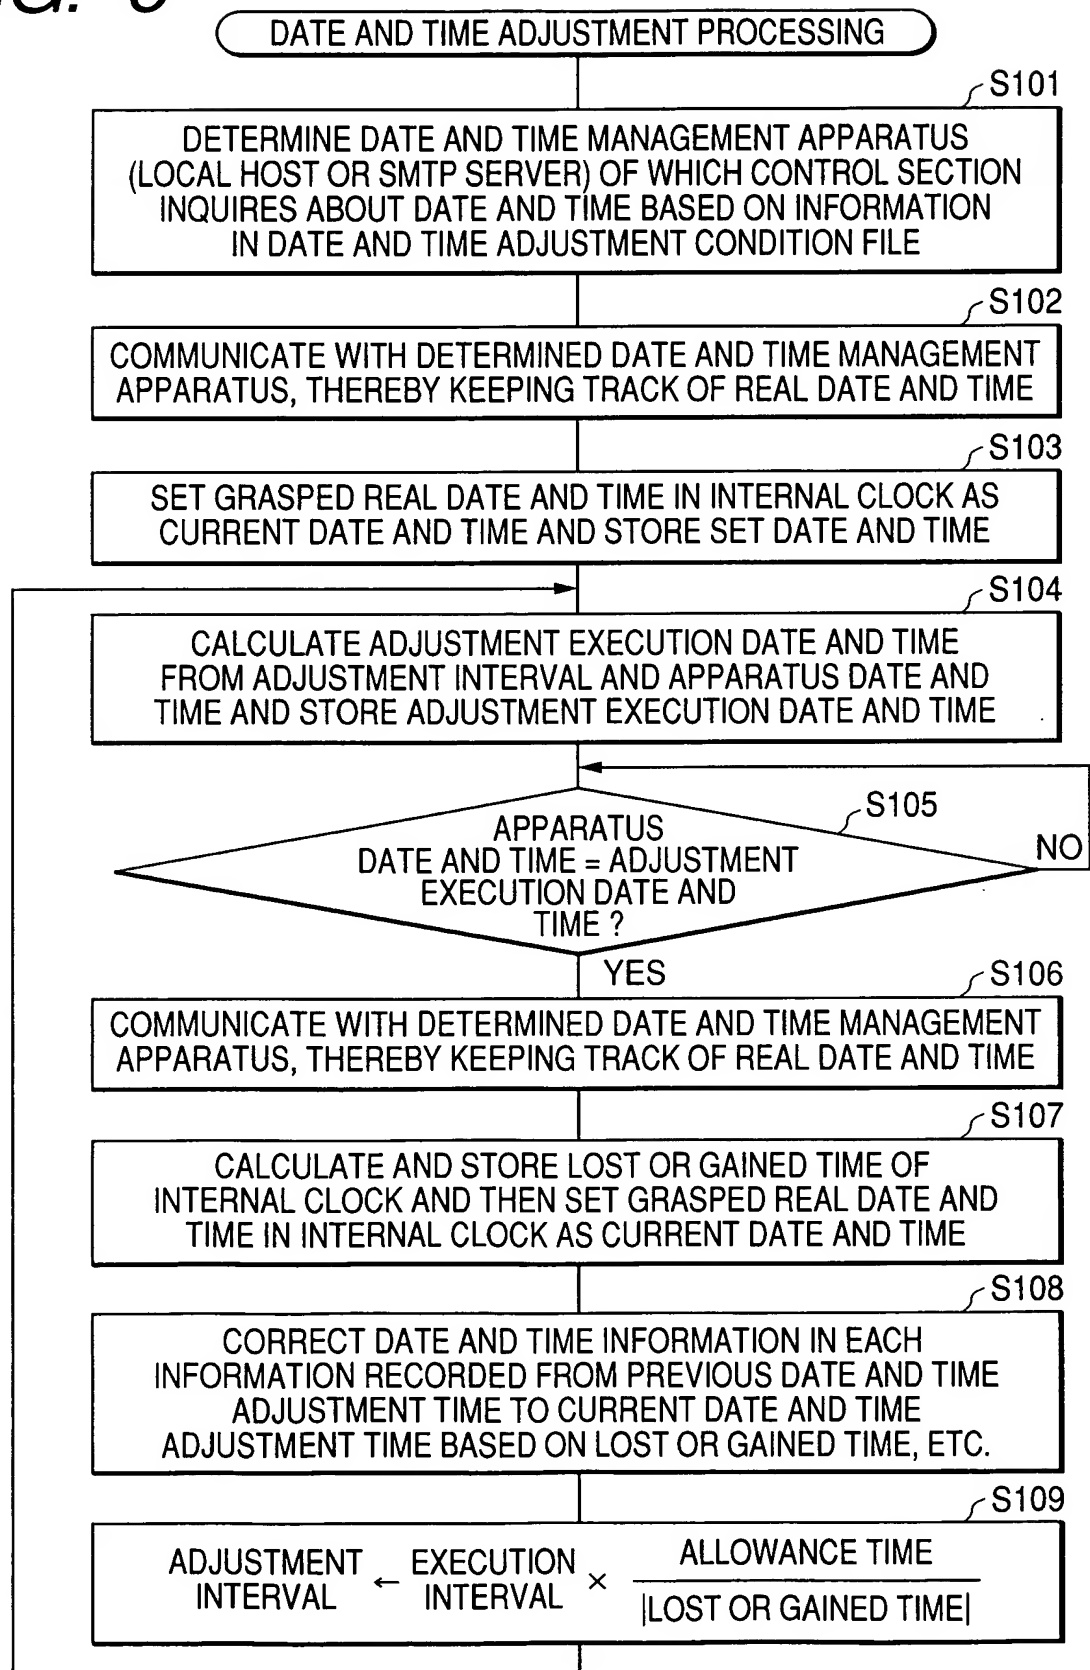 DATE AND TIME ADJUSTMENT PROCESSING
S101
DETERMINE DATE AND TIME MANAGEMENT APPARATUS
(LOCAL HOST OR SMTP SERVER) OF WHICH CONTROL SECTION
INQUIRES ABOUT DATE AND TIME BASED ON INFORMATION
IN DATE AND TIME ADJUSTMENT CONDITION FILE
S102
COMMUNICATE WITH DETERMINED DATE AND TIME MANAGEMENT
APPARATUS, THEREBY KEEPING TRACK OF REAL DATE AND TIME
S103
SET GRASPED REAL DATE AND TIME IN INTERNAL CLOCK AS
CURRENT DATE AND TIME AND STORE SET DATE AND TIME
S104
CALCULATE ADJUSTMENT EXECUTION DATE AND TIME
FROM ADJUSTMENT INTERVAL AND APPARATUS DATE AND
TIME AND STORE ADJUSTMENT EXECUTION DATE AND TIME
S105
APPARATUS
DATE AND TIME = ADJUSTMENT
EXECUTION DATE AND
TIME ?
NO
YES
S106
COMMUNICATE WITH DETERMINED DATE AND TIME MANAGEMENT
APPARATUS, THEREBY KEEPING TRACK OF REAL DATE AND TIME
S107
CALCULATE AND STORE LOST OR GAINED TIME OF
INTERNAL CLOCK AND THEN SET GRASPED REAL DATE AND
TIME IN INTERNAL CLOCK AS CURRENT DATE AND TIME
S108
CORRECT DATE AND TIME INFORMATION IN EACH
INFORMATION RECORDED FROM PREVIOUS DATE AND TIME
ADJUSTMENT TIME TO CURRENT DATE AND TIME
ADJUSTMENT TIME BASED ON LOST OR GAINED TIME, ETC.
S109
ADJUSTMENT INTERVAL ← EXECUTION INTERVAL × ALLOWANCE TIME
|LOST OR GAINED TIME|